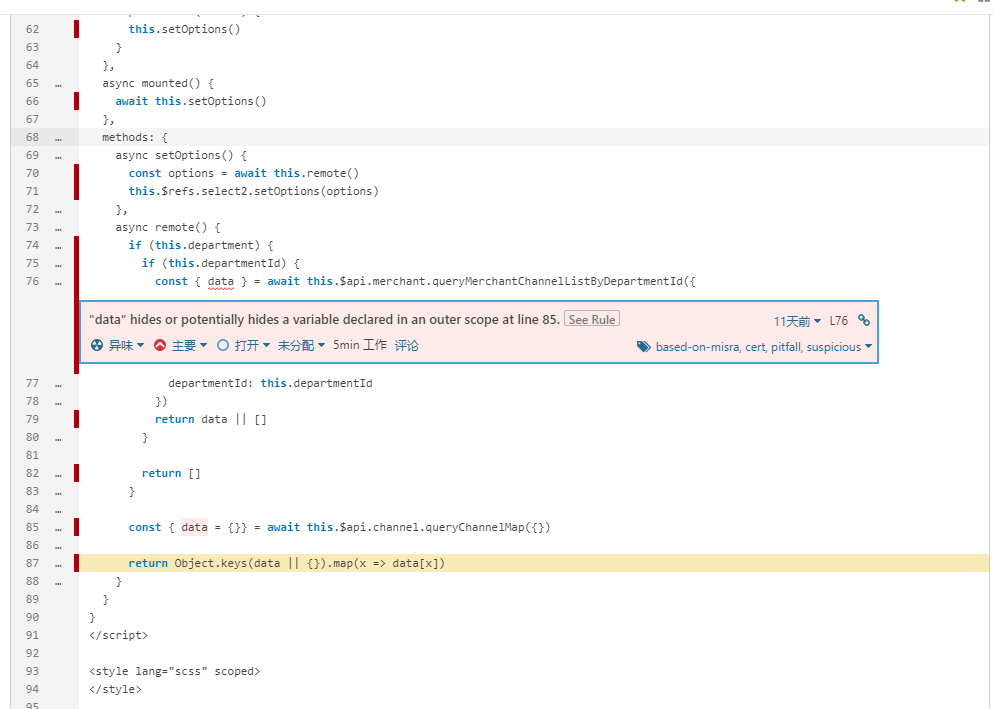 62 this.setOptions()
63 }
64 },
65 … async mounted() {
66 await this.setOptions()
67 },
68 … methods: {
69 … async setOptions() {
70 const options = await this.remote()
71 this.$refs.select2.setOptions(options)
72 … },
73 … async remote() {
74 … if (this.department) {
75 … if (this.departmentId) {
76 … const { data } = await this.$api.merchant.queryMerchantChannelListByDepartmentId({
"data" hides or potentially hides a variable declared in an outer scope at line 85. See Rule 11天前 L76
异味 主要 打开 未分配 5min 工作 评论 based-on-misra, cert, pitfall, suspicious
77 … departmentId: this.departmentId
78 … })
79 return data || []
80 … }
81
82 … return []
83 … }
84 …
85 … const { data = {}} = await this.$api.channel.queryChannelMap({})
86 …
87 … return Object.keys(data || {}).map(x => data[x])
88 … }
89 }
90 }
91 </script>
92
93 <style lang="scss" scoped>
94 </style>
95